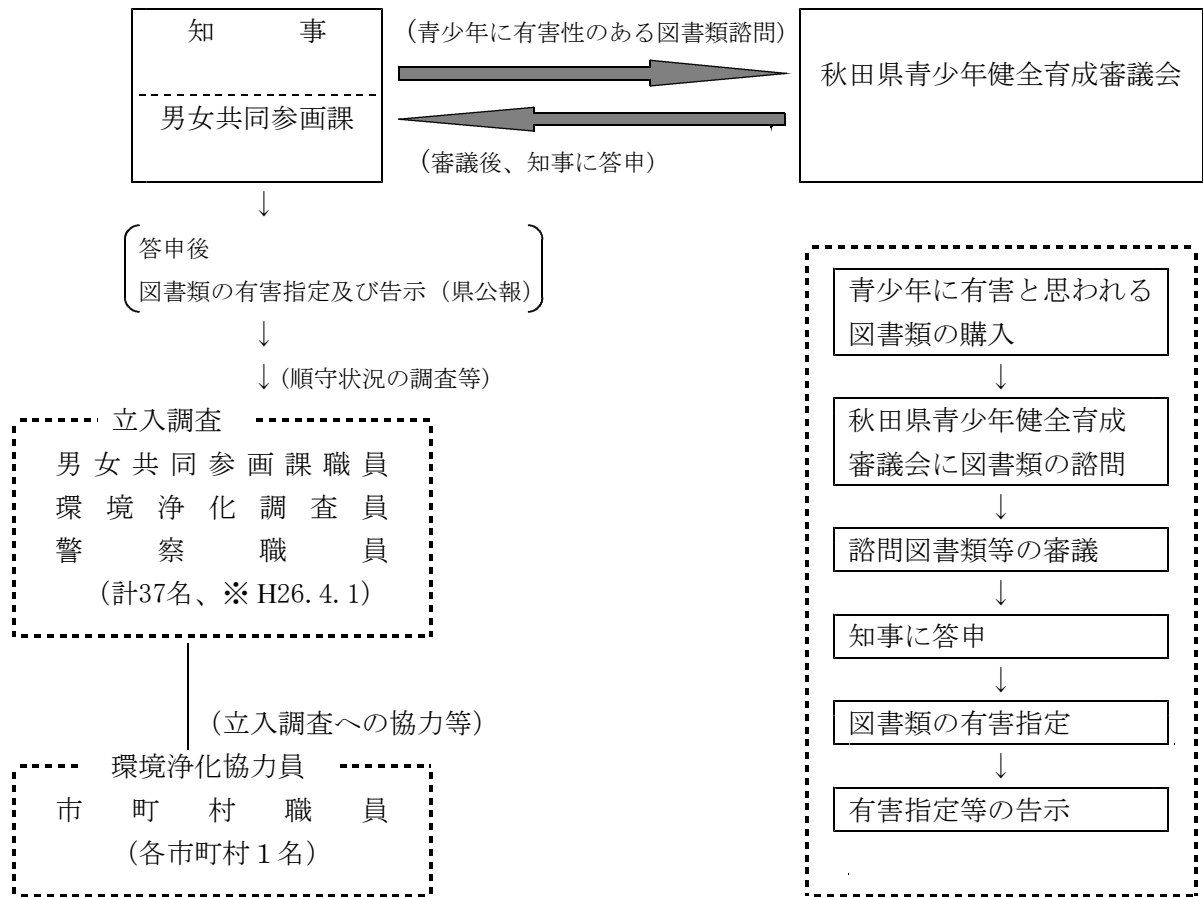 知 事
男女共同参画課
(青少年に有害性のある図書類諮問)
(審議後、知事に答申)
秋田県青少年健全育成審議会
↓
答申後
図書類の有害指定及び告示（県公報）
↓
↓(順守状況の調査等)
立入調査
男女共同参画課職員
環境浄化調査員
警察職員
(計37名、※H26.4.1)
(立入調査への協力等)
環境浄化協力員
市町村職員
(各市町村１名)
青少年に有害と思われる
図書類の購入
↓
秋田県青少年健全育成
審議会に図書類の諮問
↓
諮問図書類等の審議
↓
知事に答申
↓
図書類の有害指定
↓
有害指定等の告示